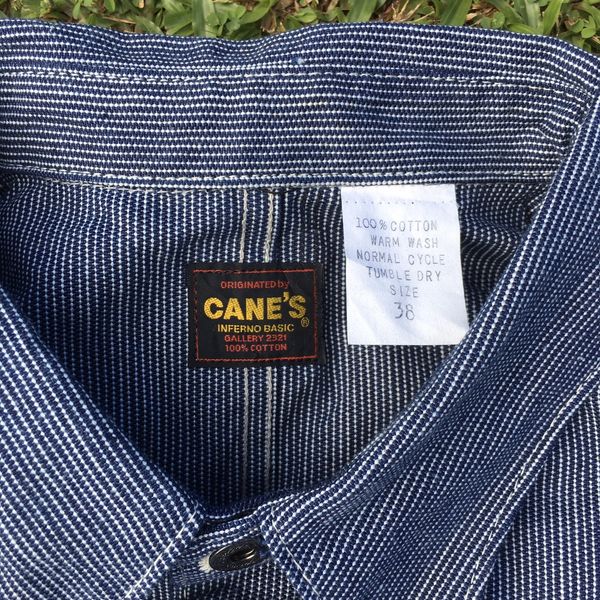 ORIGINATED by
CANE'S®
INFERNO BASIC
GALLERY 2321
100% COTTON
100% COTTON
WARM WASH
NORMAL CYCLE
TUMBLE DRY
SIZE
38